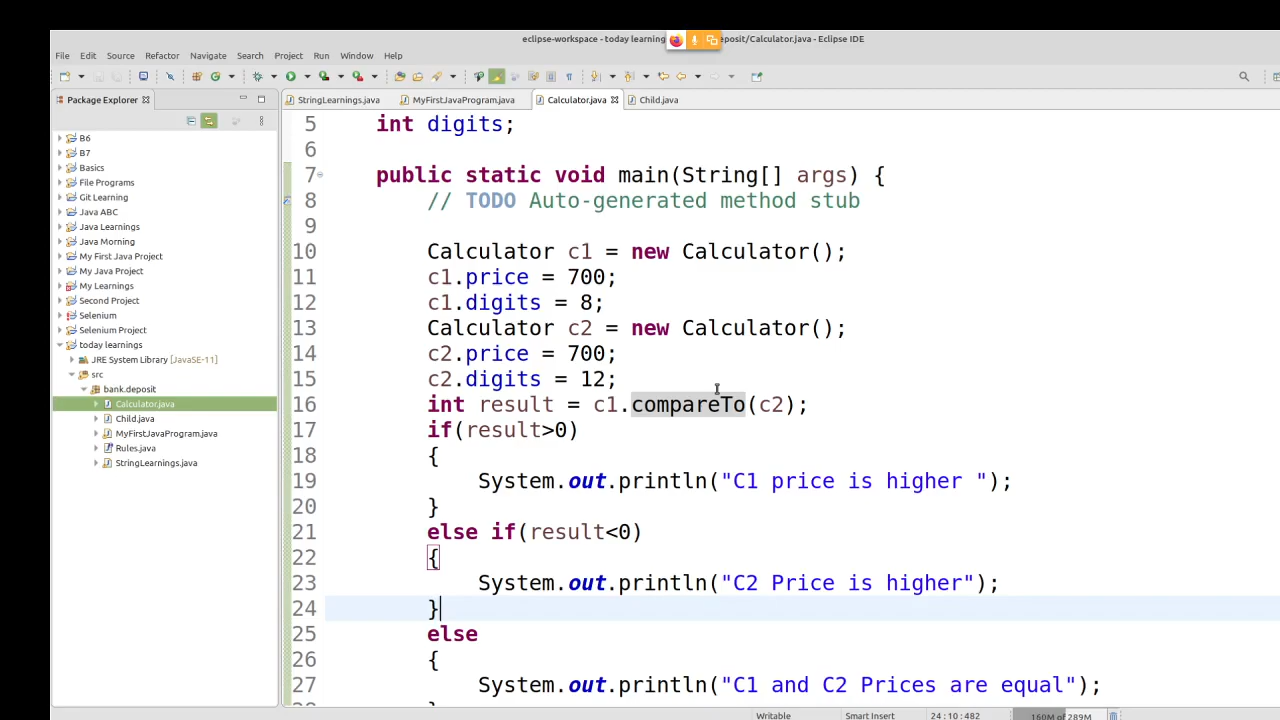 eclipse-workspace - today learning deposit/Calculator.java - Eclipse IDE
File Edit Source Refactor Navigate Search Project Run Window Help
Package Explorer
StringLearnings.java MyFirstJavaProgram.java Calculator.java Child.java
B6
B7
Basics
File Programs
Git Learning
Java ABC
Java Learnings
Java Morning
My First Java Project
My Java Project
My Learnings
Second Project
Selenium
Selenium Project
today learnings
JRE System Library [JavaSE-11]
src
bank.deposit
Calculator.java
Child.java
MyFirstJavaProgram.java
Rules.java
StringLearnings.java
5 int digits;
6
7 public static void main(String[] args) {
8 // TODO Auto-generated method stub
9
10 Calculator c1 = new Calculator();
11 c1.price = 700;
12 c1.digits = 8;
13 Calculator c2 = new Calculator();
14 c2.price = 700;
15 c2.digits = 12;
16 int result = c1.compareTo(c2);
17 if(result>0)
18 {
19 System.out.println("C1 price is higher ");
20 }
21 else if(result<0)
22 {
23 System.out.println("C2 Price is higher");
24 }
25 else
26 {
27 System.out.println("C1 and C2 Prices are equal");
Writable Smart Insert 24 : 10 : 482 160M of 289M